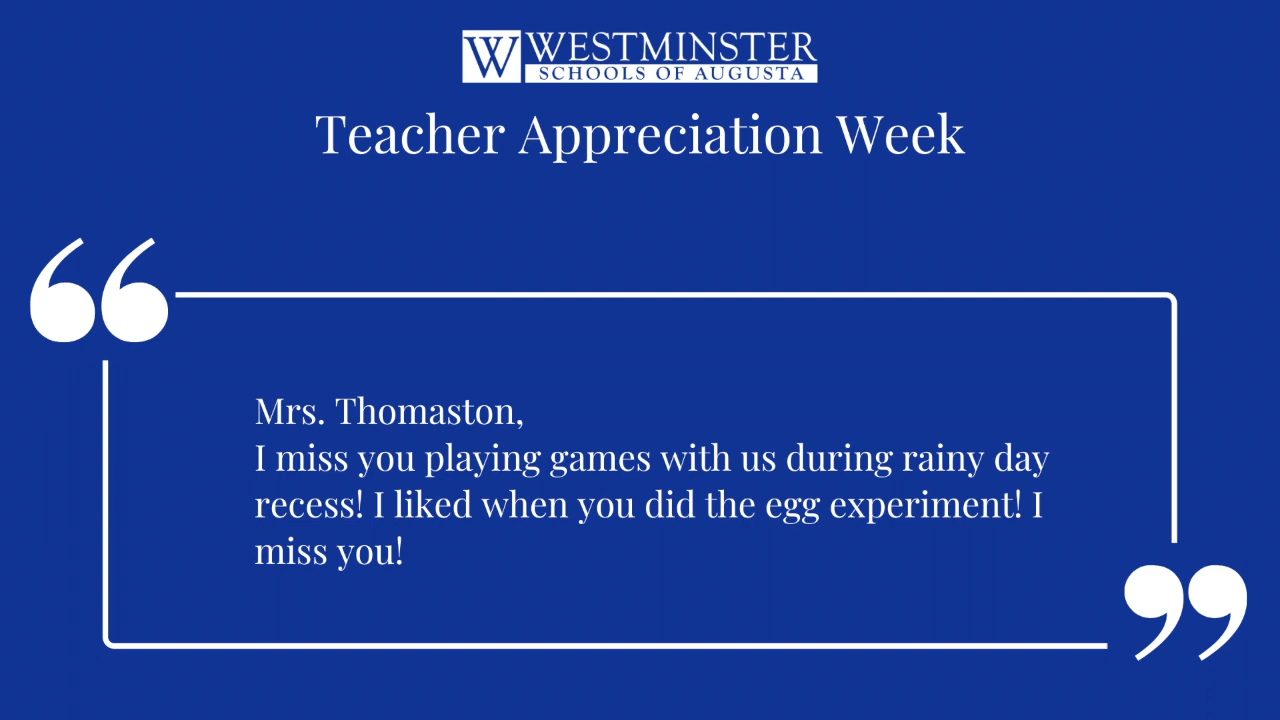 W WESTMINSTER
SCHOOLS OF AUGUSTA
Teacher Appreciation Week
Mrs. Thomaston,
I miss you playing games with us during rainy day
recess! I liked when you did the egg experiment! I
miss you!